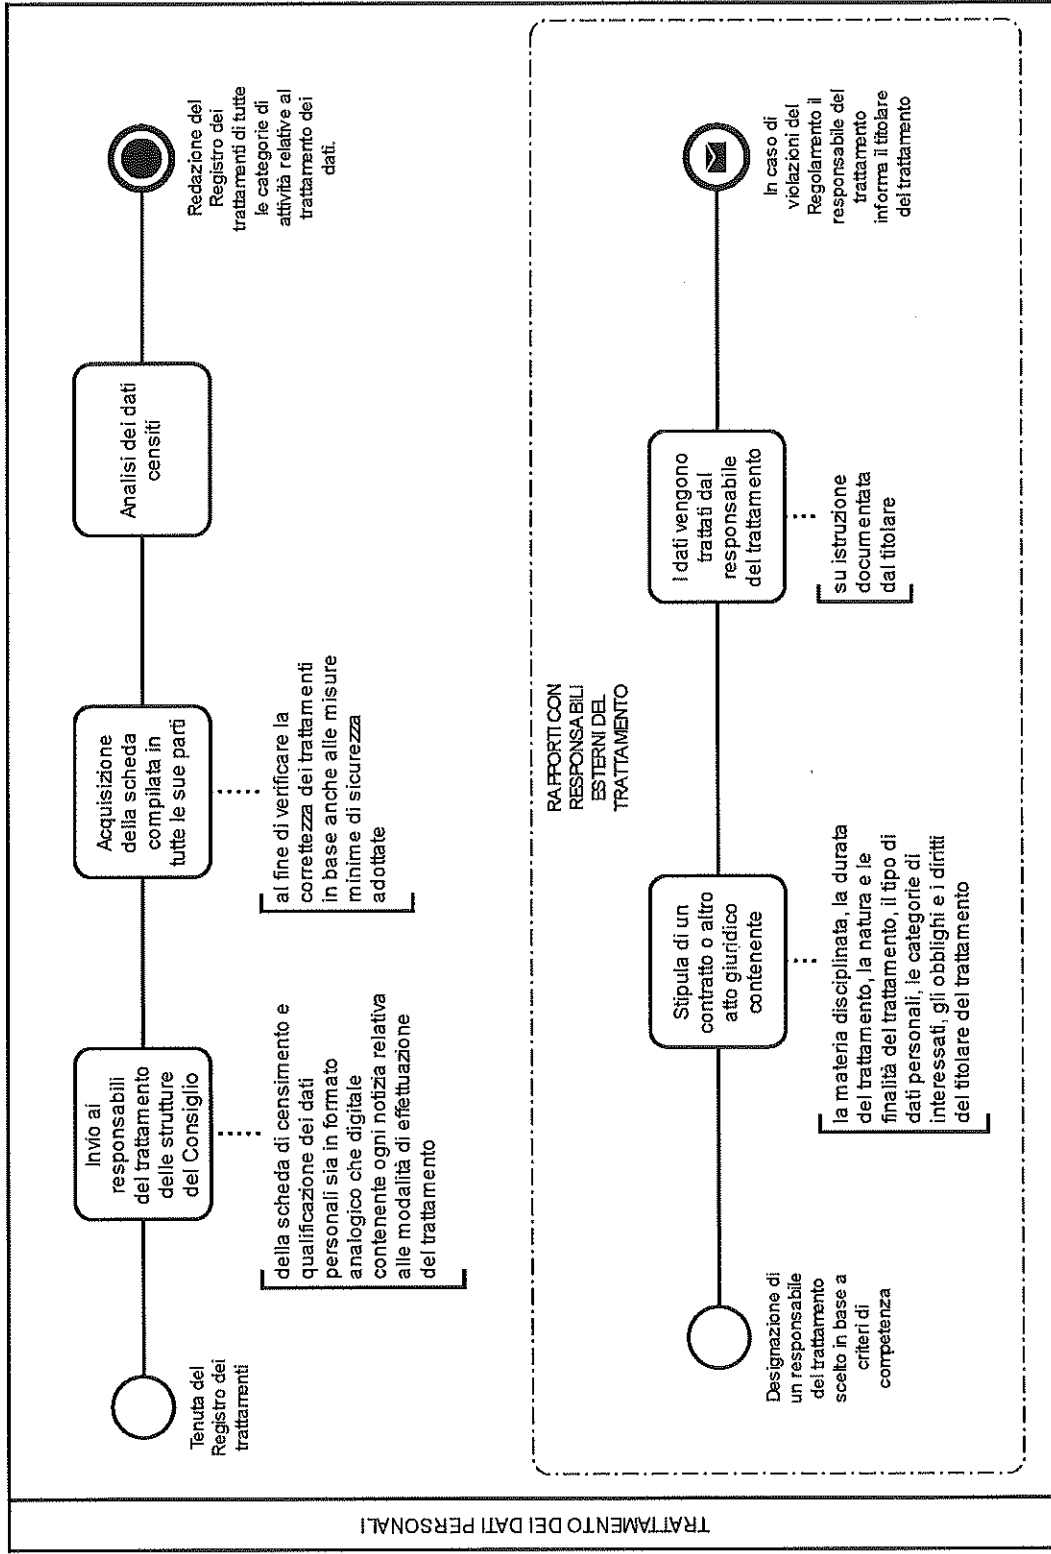 TRATTAMENTO DEI DATI PERSONALI
Tenuta del
Registro dei
trattamenti
Invio ai
responsabili
del trattamento
delle strutture
del Consiglio
della scheda di censimento e
qualificazione dei dati
personali sia in formato
analogico che digitale
contenente ogni notizia relativa
alle modalità di effettuazione
del trattamento
Acquisizione
della scheda
compilata in
tutte le sue parti
al fine di verificare la
correttezza dei trattamenti
in base anche alle misure
minime di sicurezza
adottate
Analisi dei dati
censiti
Redazione del
Registro dei
trattamenti di tutte
le categorie di
attività relative al
trattamento dei
dati.
RAPPORTI CON
RESPONSABILI
ESTERNI DEL
TRATTAMENTO
Designazione di
un responsabile
del trattamento
scelto in base a
criteri di
competenza
Stipula di un
contratto o altro
atto giuridico
contenente
la materia disciplinata, la durata
del trattamento, la natura e le
finalità del trattamento, il tipo di
dati personali, le categorie di
interessati, gli obblighi e i diritti
del titolare del trattamento
I dati vengono
trattati dal
responsabile
del trattamento
su istruzione
documentata
dal titolare
In caso di
violazioni del
Regolamento il
responsabile del
trattamento
informa il titolare
del trattamento